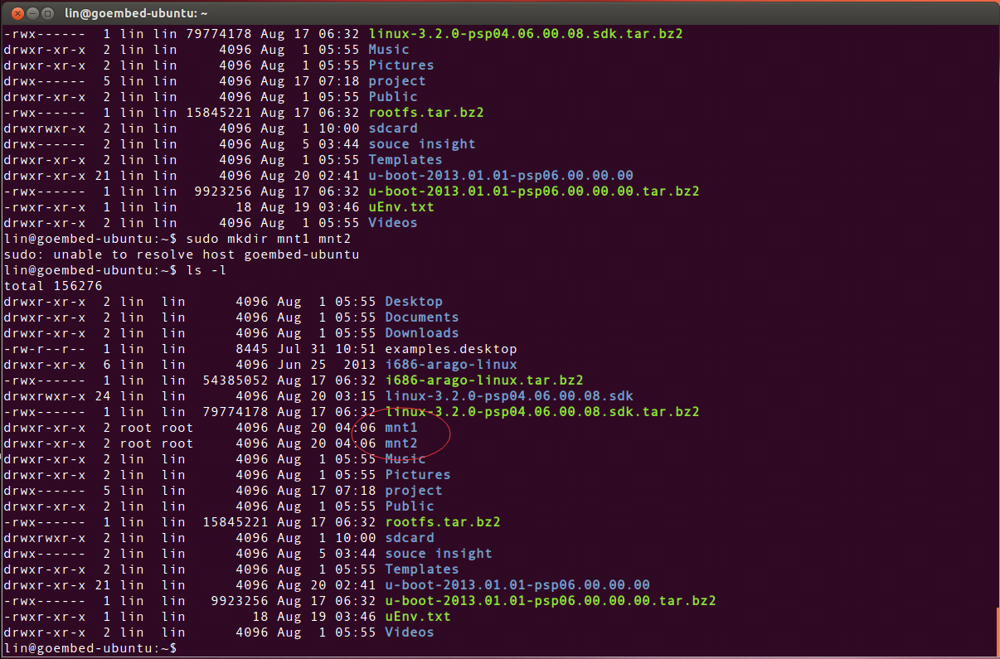 lin@goembed-ubuntu: ~
-rwx------  1 lin lin 79774178 Aug 17 06:32 linux-3.2.0-psp04.06.00.08.sdk.tar.bz2
drwxr-xr-x  2 lin lin     4096 Aug  1 05:55 Music
drwxr-xr-x  2 lin lin     4096 Aug  1 05:55 Pictures
drwx------  5 lin lin     4096 Aug 17 07:18 project
drwxr-xr-x  2 lin lin     4096 Aug  1 05:55 Public
-rwx------  1 lin lin 15845221 Aug 17 06:32 rootfs.tar.bz2
drwxrwxr-x  2 lin lin     4096 Aug  1 10:00 sdcard
drwx------  2 lin lin     4096 Aug  5 03:44 souce insight
drwxr-xr-x  2 lin lin     4096 Aug  1 05:55 Templates
drwxr-xr-x 21 lin lin     4096 Aug 20 02:41 u-boot-2013.01.01-psp06.00.00.00
-rwx------  1 lin lin  9923256 Aug 17 06:32 u-boot-2013.01.01-psp06.00.00.00.tar.bz2
-rwxr-xr-x  1 lin lin       18 Aug 19 03:46 uEnv.txt
drwxr-xr-x  2 lin lin     4096 Aug  1 05:55 Videos
lin@goembed-ubuntu:~$ sudo mkdir mnt1 mnt2
sudo: unable to resolve host goembed-ubuntu
lin@goembed-ubuntu:~$ ls -l
total 156276
drwxr-xr-x  2 lin  lin      4096 Aug  1 05:55 Desktop
drwxr-xr-x  2 lin  lin      4096 Aug  1 05:55 Documents
drwxr-xr-x  2 lin  lin      4096 Aug  1 05:55 Downloads
-rw-r--r--  1 lin  lin      8445 Jul 31 10:51 examples.desktop
drwxr-xr-x  6 lin  lin      4096 Jun 25  2013 i686-arago-linux
-rwx------  1 lin  lin  54385052 Aug 17 06:32 i686-arago-linux.tar.bz2
drwxrwxr-x 24 lin  lin      4096 Aug 20 03:15 linux-3.2.0-psp04.06.00.08.sdk
-rwx------  1 lin  lin  79774178 Aug 17 06:32 linux-3.2.0-psp04.06.00.08.sdk.tar.bz2
drwxr-xr-x  2 root root     4096 Aug 20 04:06 mnt1
drwxr-xr-x  2 root root     4096 Aug 20 04:06 mnt2
drwxr-xr-x  2 lin  lin      4096 Aug  1 05:55 Music
drwxr-xr-x  2 lin  lin      4096 Aug  1 05:55 Pictures
drwx------  5 lin  lin      4096 Aug 17 07:18 project
drwxr-xr-x  2 lin  lin      4096 Aug  1 05:55 Public
-rwx------  1 lin  lin  15845221 Aug 17 06:32 rootfs.tar.bz2
drwxrwxr-x  2 lin  lin      4096 Aug  1 10:00 sdcard
drwx------  2 lin  lin      4096 Aug  5 03:44 souce insight
drwxr-xr-x  2 lin  lin      4096 Aug  1 05:55 Templates
drwxr-xr-x 21 lin  lin      4096 Aug 20 02:41 u-boot-2013.01.01-psp06.00.00.00
-rwx------  1 lin  lin   9923256 Aug 17 06:32 u-boot-2013.01.01-psp06.00.00.00.tar.bz2
-rwxr-xr-x  1 lin  lin        18 Aug 19 03:46 uEnv.txt
drwxr-xr-x  2 lin  lin      4096 Aug  1 05:55 Videos
lin@goembed-ubuntu:~$